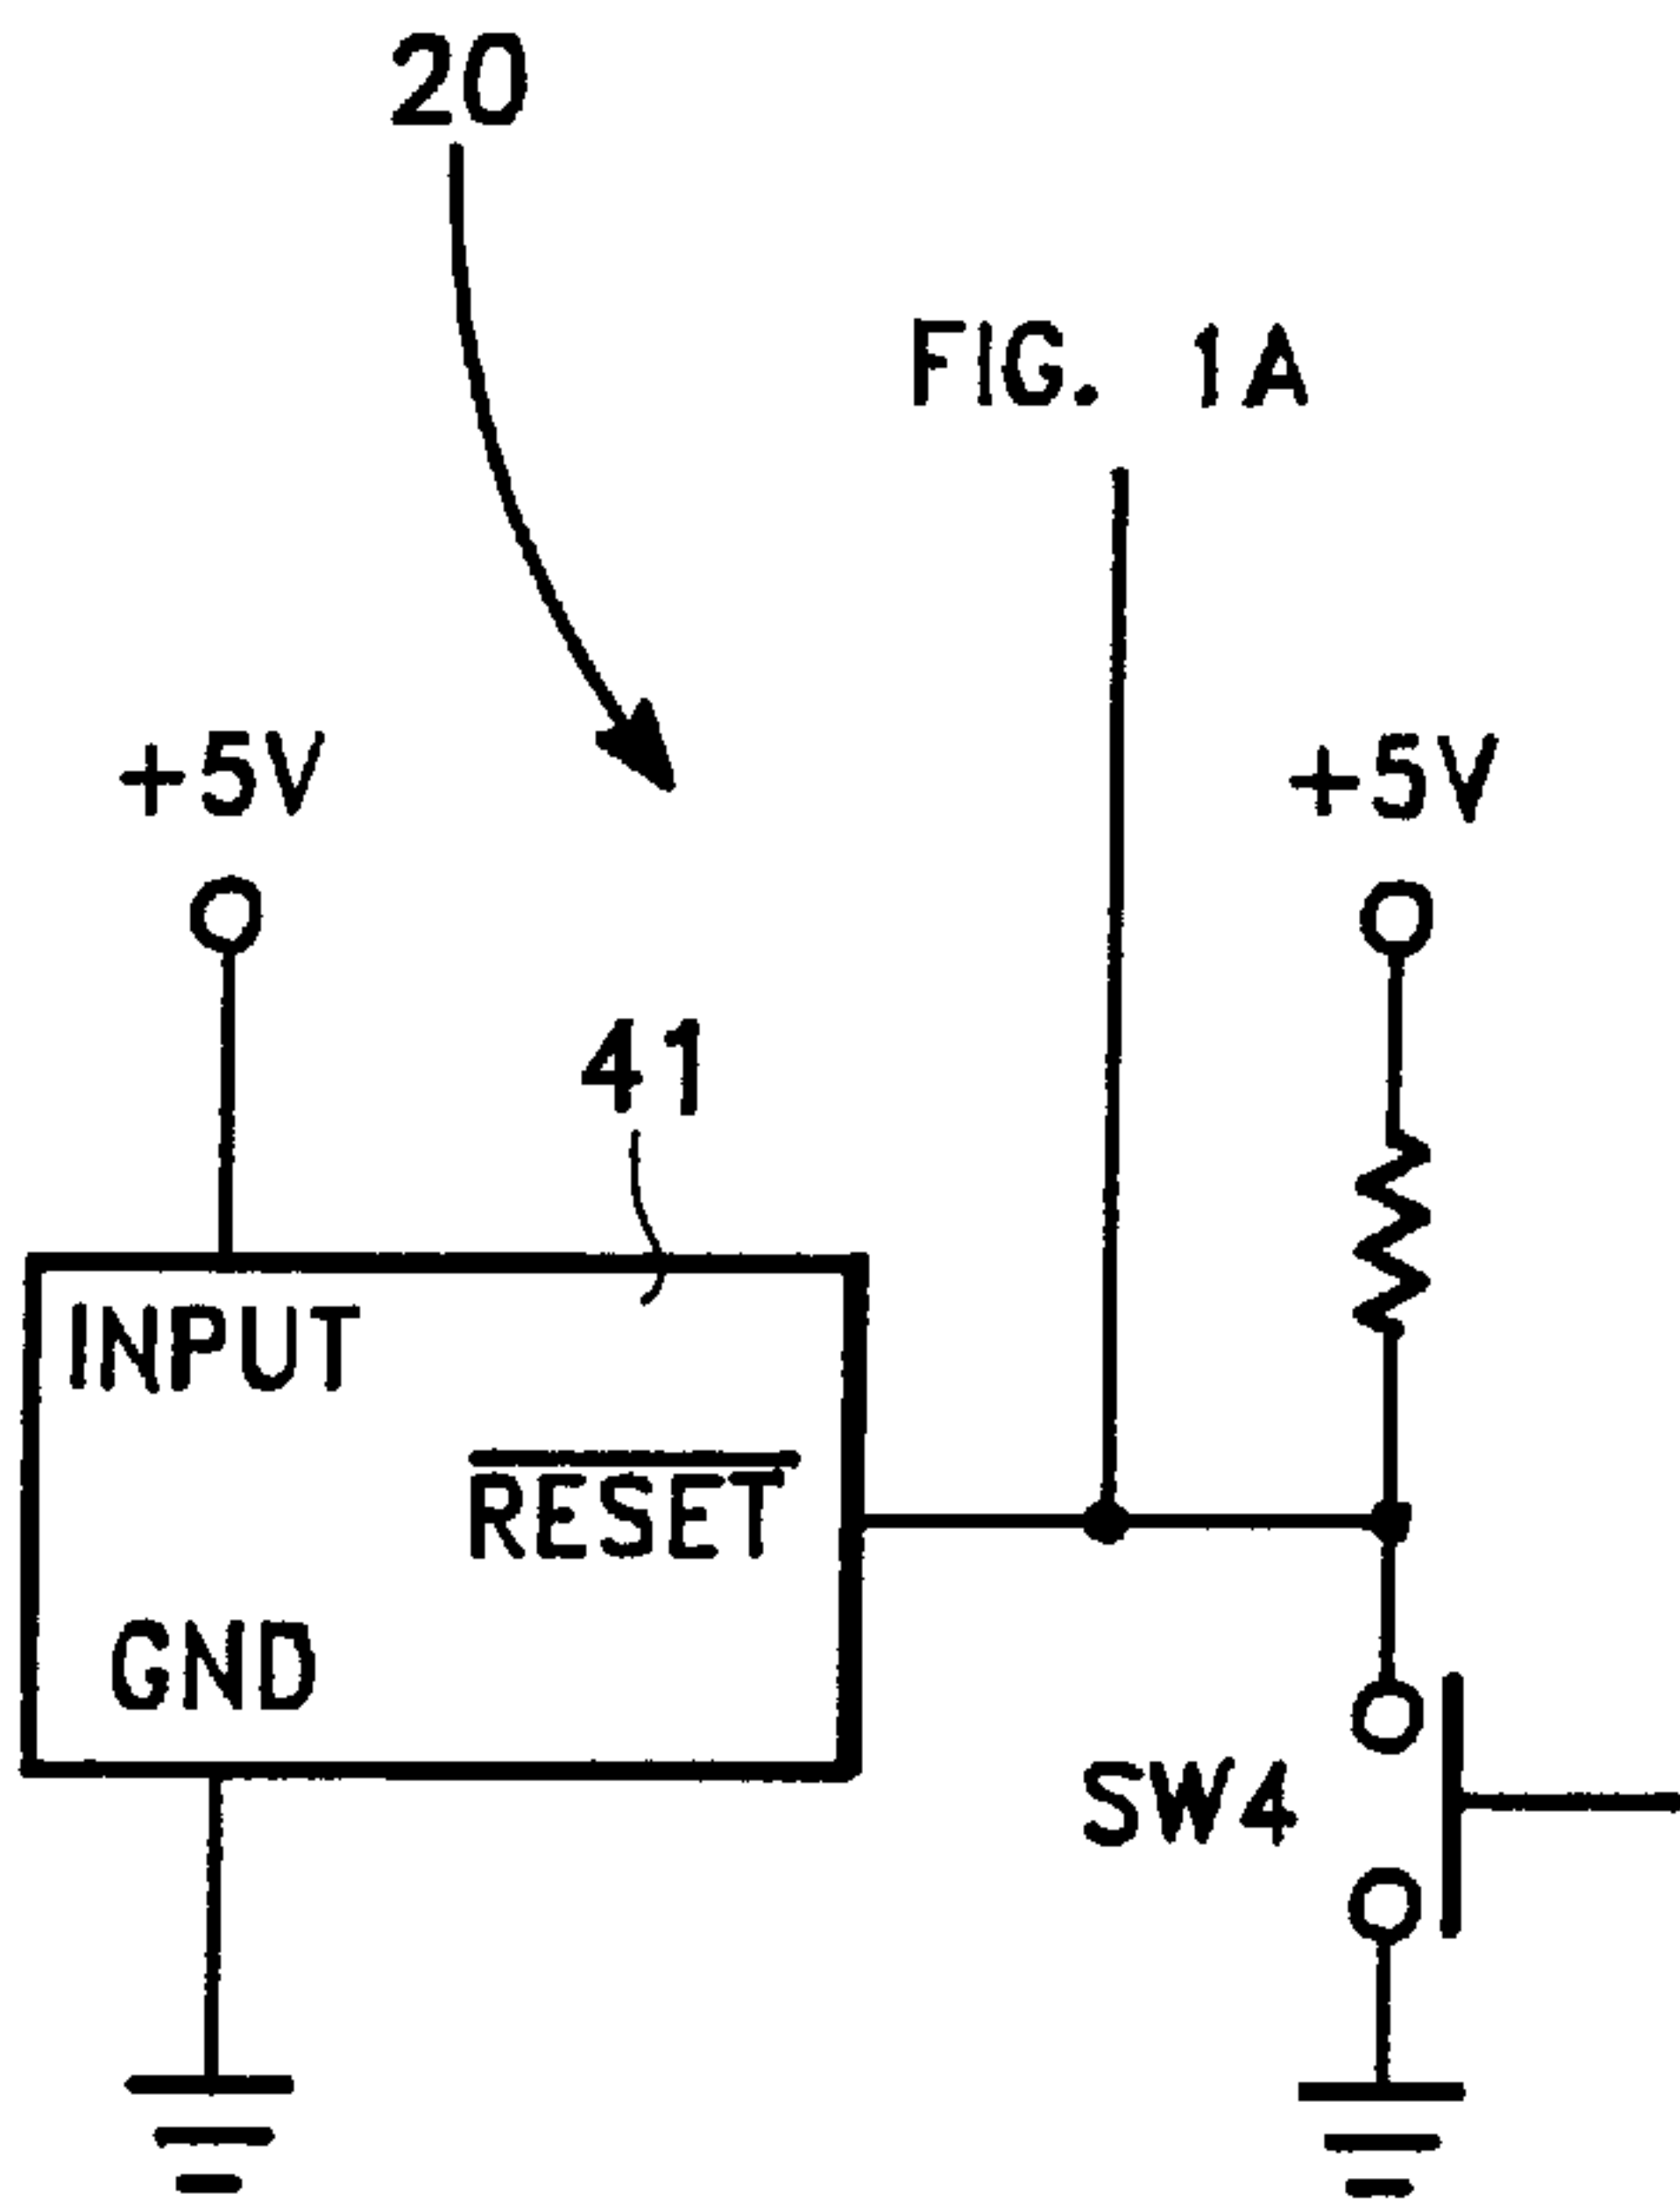 20
FIG. 1A
+5V
+5V
41
INPUT
RESET
GND
SW4